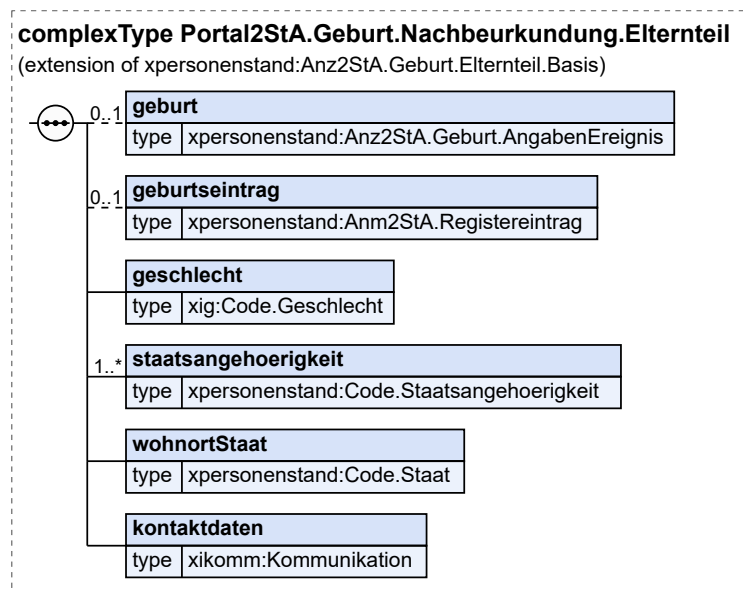 complexType Portal2StA.Geburt.Nachbeurkundung.Elternteil
(extension of xpersonenstand:Anz2StA.Geburt.Elternteil.Basis)
0..1 geburt
type xpersonenstand:Anz2StA.Geburt.AngabenEreignis
0..1 geburtseintrag
type xpersonenstand:Anm2StA.Registereintrag
geschlecht
type xig:Code.Geschlecht
1..* staatsangehoerigkeit
type xpersonenstand:Code.Staatsangehoerigkeit
wohnortStaat
type xpersonenstand:Code.Staat
kontaktdaten
type xikomm:Kommunikation